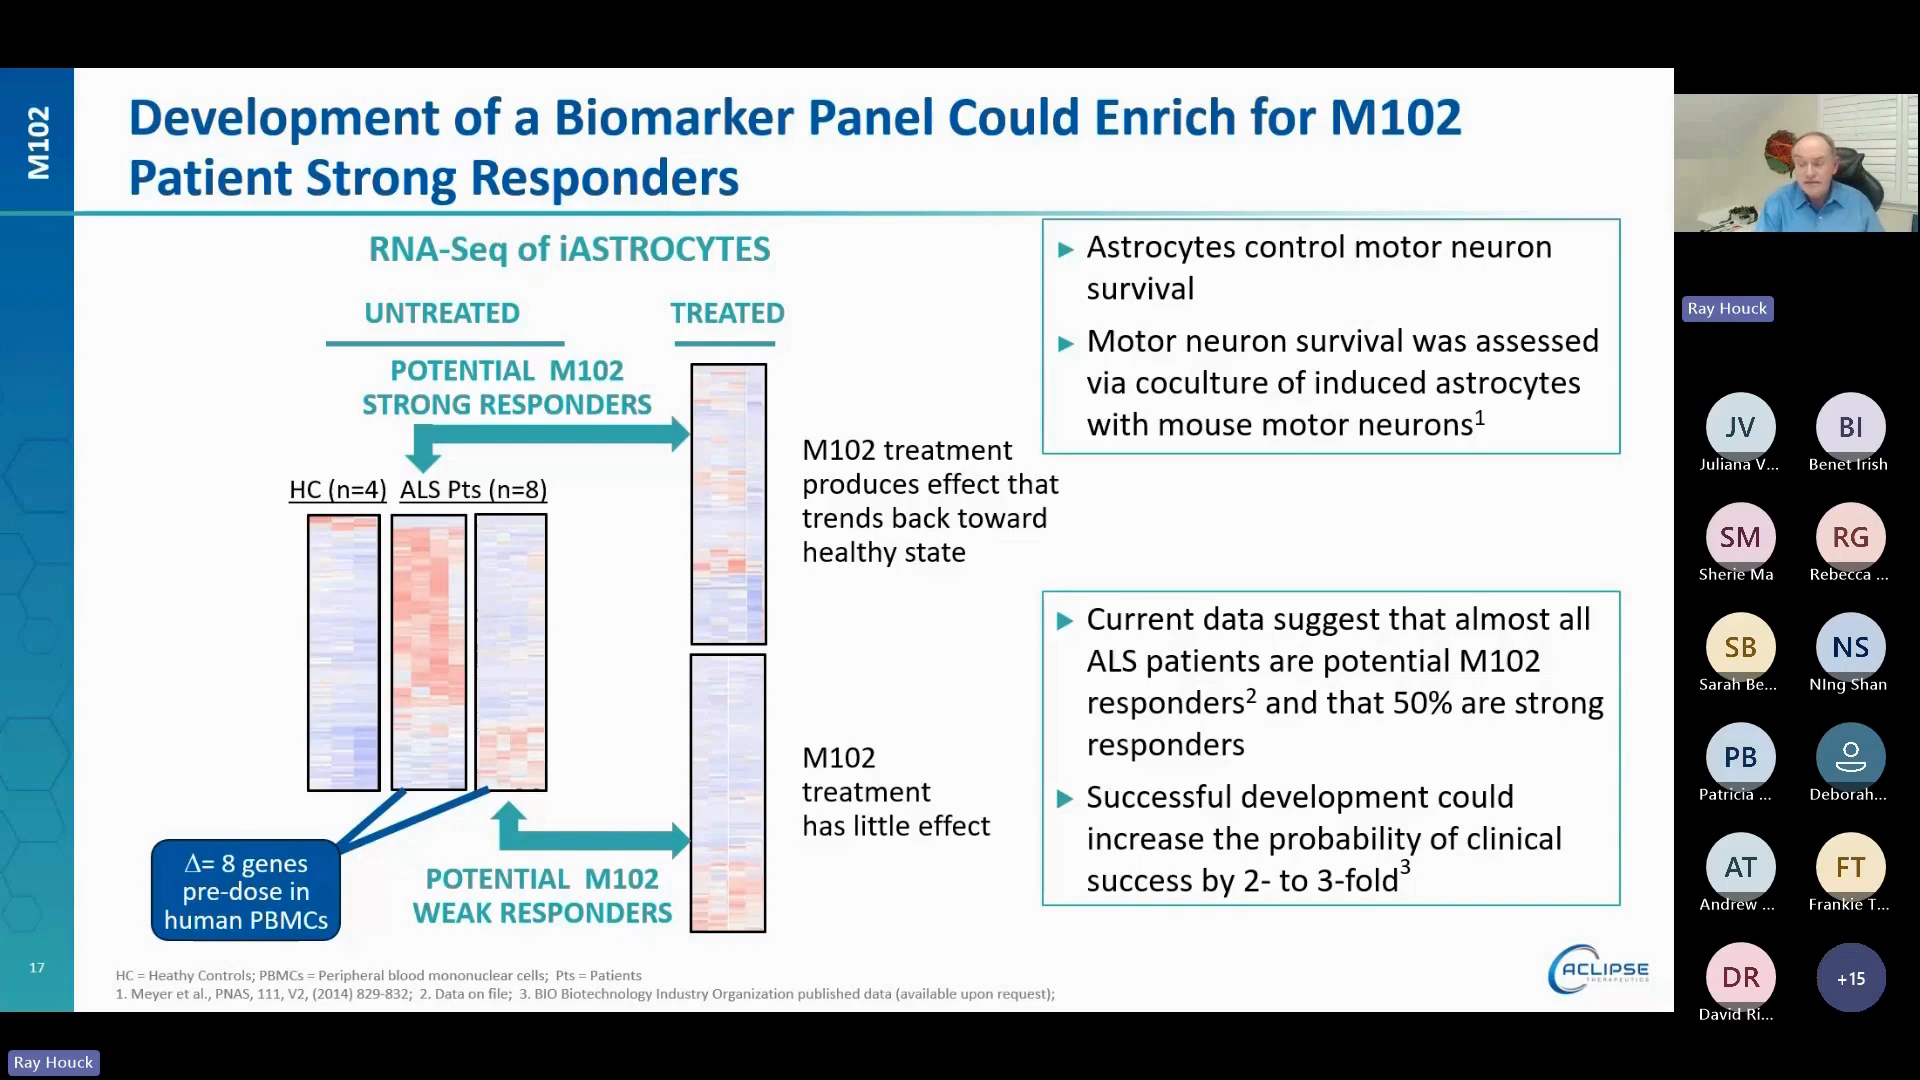 M102
Development of a Biomarker Panel Could Enrich for M102
Patient Strong Responders
RNA-Seq of iASTROCYTES
UNTREATED
TREATED
POTENTIAL M102
STRONG RESPONDERS
HC (n=4)
ALS Pts (n=8)
M102 treatment
produces effect that
trends back toward
healthy state
M102
treatment
has little effect
Δ= 8 genes
pre-dose in
human PBMCs
POTENTIAL M102
WEAK RESPONDERS
▶ Astrocytes control motor neuron
survival
▶ Motor neuron survival was assessed
via coculture of induced astrocytes
with mouse motor neurons¹
▶ Current data suggest that almost all
ALS patients are potential M102
responders² and that 50% are strong
responders
▶ Successful development could
increase the probability of clinical
success by 2- to 3-fold³
17
HC = Heathy Controls; PBMCs = Peripheral blood mononuclear cells; Pts = Patients
1. Meyer et al., PNAS, 111, V2, (2014) 829-832; 2. Data on file; 3. BIO Biotechnology Industry Organization published data (available upon request);
ACLIPSE
THERAPEUTICS
Ray Houck
JV
Juliana V...
BI
Benet Irish
SM
Sherie Ma
RG
Rebecca ...
SB
Sarah Be...
NS
NIng Shan
PB
Patricia ...
Deborah...
AT
Andrew ...
FT
Frankie T...
DR
David Ri...
+15
Ray Houck